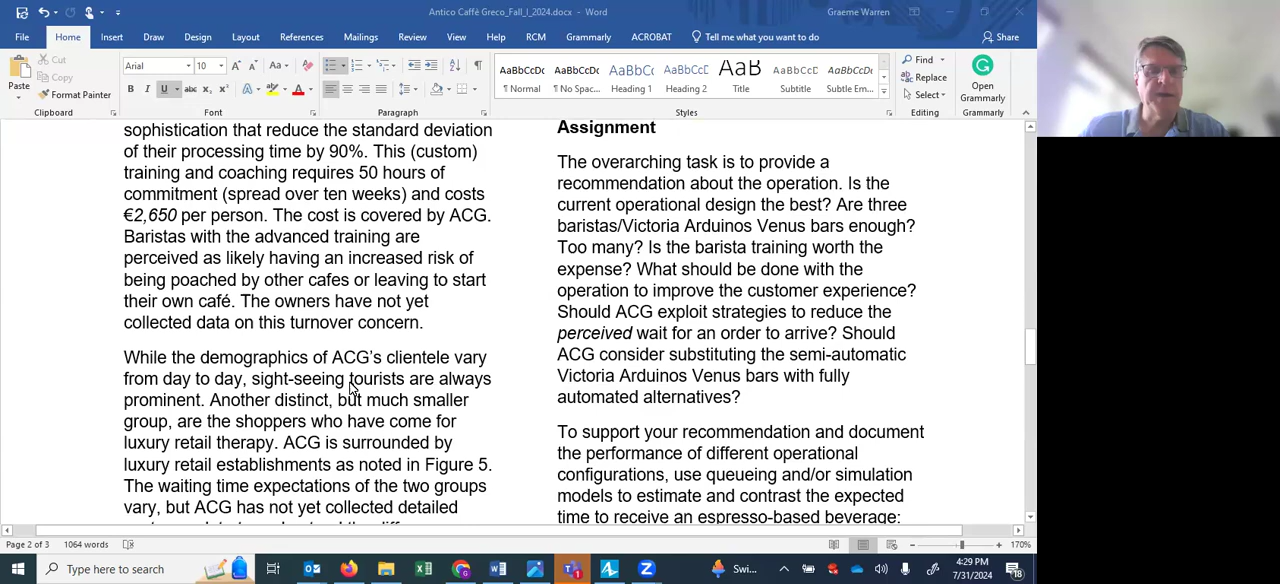 Antico Caffè Greco_Fall_I_2024.docx - Word
Graeme Warren
File Home Insert Draw Design Layout References Mailings Review View Help RCM Grammarly ACROBAT Tell me what you want to do Share
Paste
Cut
Copy
Format Painter
Clipboard
Arial 10
Font
Paragraph
AaBbCcDc AaBbCcDc AaBbC AaBbCcD AaB AaBbCcD AaBbCcDc
¶ Normal ¶ No Spac... Heading 1 Heading 2 Title Subtitle Subtle Em...
Styles
Find
Replace
Select
Editing
Open
Grammarly
Grammarly
sophistication that reduce the standard deviation
of their processing time by 90%. This (custom)
training and coaching requires 50 hours of
commitment (spread over ten weeks) and costs
€2,650 per person. The cost is covered by ACG.
Baristas with the advanced training are
perceived as likely having an increased risk of
being poached by other cafes or leaving to start
their own café. The owners have not yet
collected data on this turnover concern.
While the demographics of ACG's clientele vary
from day to day, sight-seeing tourists are always
prominent. Another distinct, but much smaller
group, are the shoppers who have come for
luxury retail therapy. ACG is surrounded by
luxury retail establishments as noted in Figure 5.
The waiting time expectations of the two groups
vary, but ACG has not yet collected detailed
Assignment
The overarching task is to provide a
recommendation about the operation. Is the
current operational design the best? Are three
baristas/Victoria Arduinos Venus bars enough?
Too many? Is the barista training worth the
expense? What should be done with the
operation to improve the customer experience?
Should ACG exploit strategies to reduce the
perceived wait for an order to arrive? Should
ACG consider substituting the semi-automatic
Victoria Arduinos Venus bars with fully
automated alternatives?
To support your recommendation and document
the performance of different operational
configurations, use queueing and/or simulation
models to estimate and contrast the expected
time to receive an espresso-based beverage:
Page 2 of 3 1064 words 170%
Type here to search
Swi...
4:29 PM
7/31/2024
18